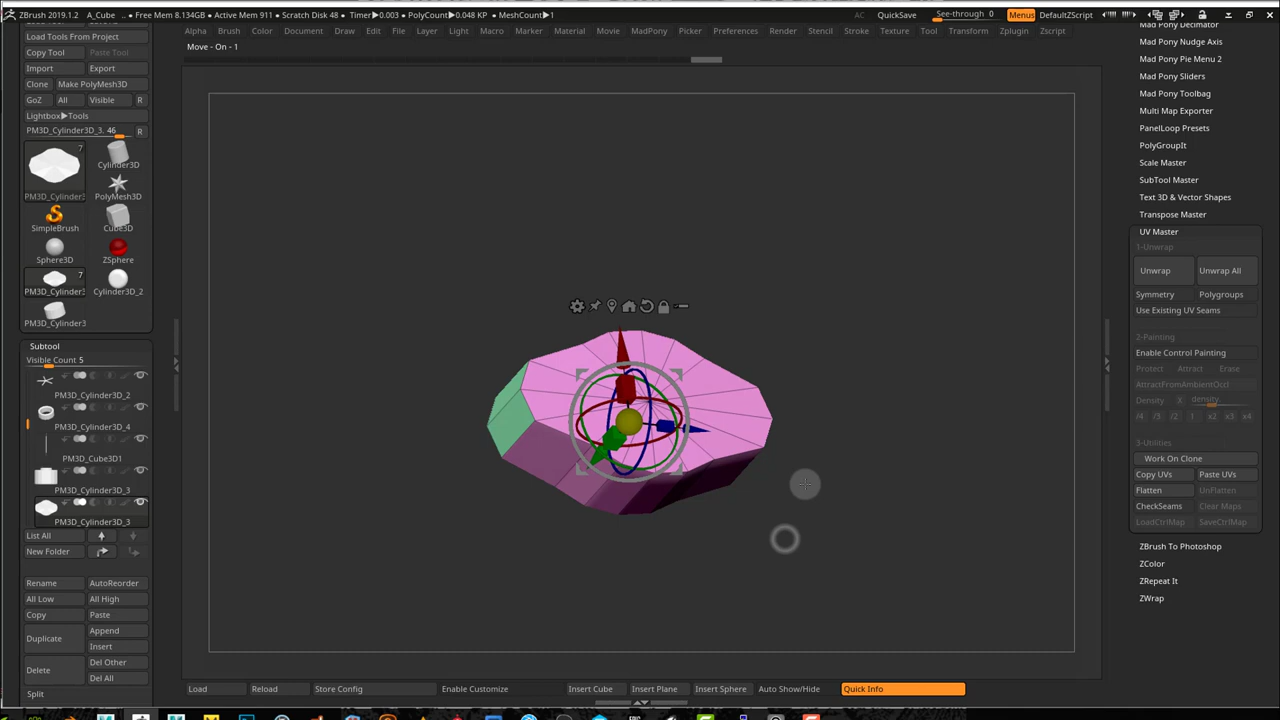 ZBrush 2019.1.2 A_Cube .. • Free Mem 8.134GB • Active Mem 911 • Scratch Disk 48 • Timer▶0.003 • PolyCount▶0.048 KP • MeshCount▶1 AC QuickSave See-through 0 Menus DefaultZScript
Alpha Brush Color Document Draw Edit File Layer Light Macro Marker Material Movie MadPony Picker Preferences Render Stencil Stroke Texture Tool Transform Zplugin Zscript
Move - On - 1
Load Tools From Project
Copy Tool Paste Tool
Import Export
Clone Make PolyMesh3D
GoZ All Visible R
Lightbox▶Tools
PM3D_Cylinder3D_3. 46 R
7
Cylinder3D
PM3D_Cylinder3 PolyMesh3D
SimpleBrush Cube3D
Sphere3D ZSphere
7
PM3D_Cylinder3 Cylinder3D_2
PM3D_Cylinder3
Subtool
Visible Count 5
PM3D_Cylinder3D_2
PM3D_Cylinder3D_4
PM3D_Cube3D1
PM3D_Cylinder3D_3
PM3D_Cylinder3D_3
List All
New Folder
Rename AutoReorder
All Low All High
Copy Paste
Duplicate Append
Insert
Delete Del Other
Del All
Split
Mad Pony Nudge Axis
Mad Pony Pie Menu 2
Mad Pony Sliders
Mad Pony Toolbag
Multi Map Exporter
PanelLoop Presets
PolyGroupIt
Scale Master
SubTool Master
Text 3D & Vector Shapes
Transpose Master
UV Master
1-Unwrap
Unwrap Unwrap All
Symmetry Polygroups
Use Existing UV Seams
2-Painting
Enable Control Painting
Protect Attract Erase
AttractFromAmbientOccl
Density X density
/4 /3 /2 1 x2 x3 x4
3-Utilities
Work On Clone
Copy UVs Paste UVs
Flatten UnFlatten
CheckSeams Clear Maps
LoadCtrlMap SaveCtrlMap
ZBrush To Photoshop
ZColor
ZRepeat It
ZWrap
Load Reload Store Config Enable Customize Insert Cube Insert Plane Insert Sphere Auto Show/Hide Quick Info